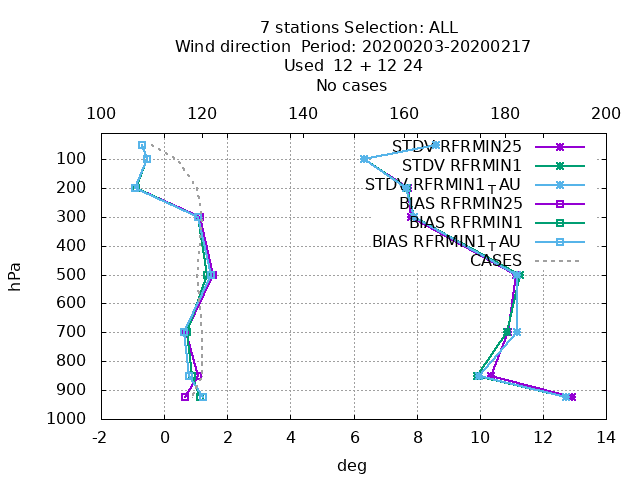 7 stations Selection: ALL
Wind direction  Period: 20200203-20200217
Used  12 + 12 24
No cases
100 120 140 160 180 200
STDV RFRMIN25
STDV RFRMIN1
STDV RFRMIN1_TAU
BIAS RFRMIN25
BIAS RFRMIN1
BIAS RFRMIN1_TAU
CASES
hPa
100
200
300
400
500
600
700
800
900
1000
-2 0 2 4 6 8 10 12 14
deg